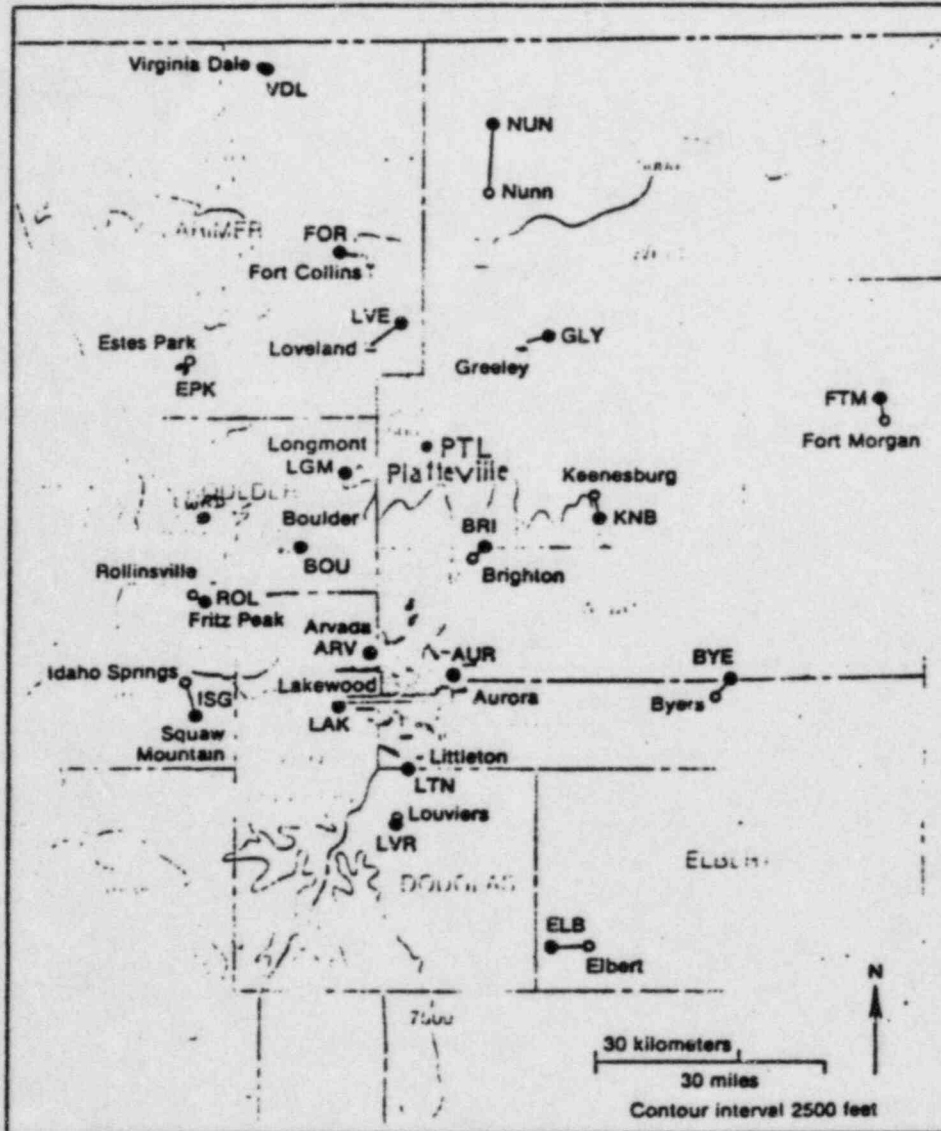 Virginia Dale
VDL
NUN
Nunn
FOR
Fort Collins
LVE
Loveland
GLY
Greeley
Estes Park
EPK
FTM
Fort Morgan
Longmont
LGM
PTL
Platteville
Keenesburg
KNB
Boulder
BOU
BRI
Brighton
Rollinsville
ROL
Fritz Peak
Arvada
ARV
AUR
Aurora
BYE
Byers
Idaho Springs
ISG
Squaw
Mountain
Lakewood
LAK
Littleton
LTN
Louviers
LVR
DOUGLAS
ELB
Elbert
7500
N
30 kilometers
30 miles
Contour interval 2500 feet